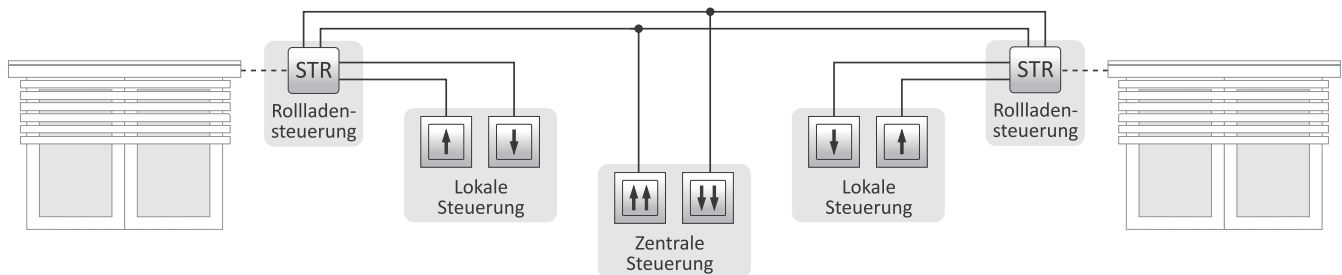 STR
Rollladen-
steuerung
Lokale
Steuerung
Zentrale
Steuerung
Lokale
Steuerung
STR
Rollladen-
steuerung